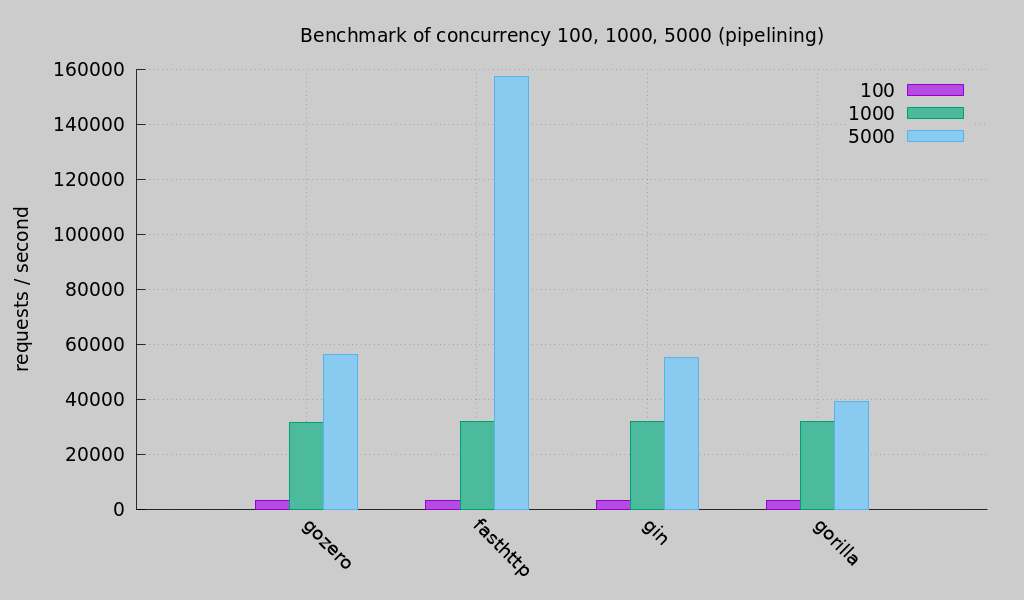 Benchmark of concurrency 100, 1000, 5000 (pipelining)
160000
140000
120000
100000
80000
60000
40000
20000
0
requests / second
100
1000
5000
gozero
fasthttp
gin
gorilla